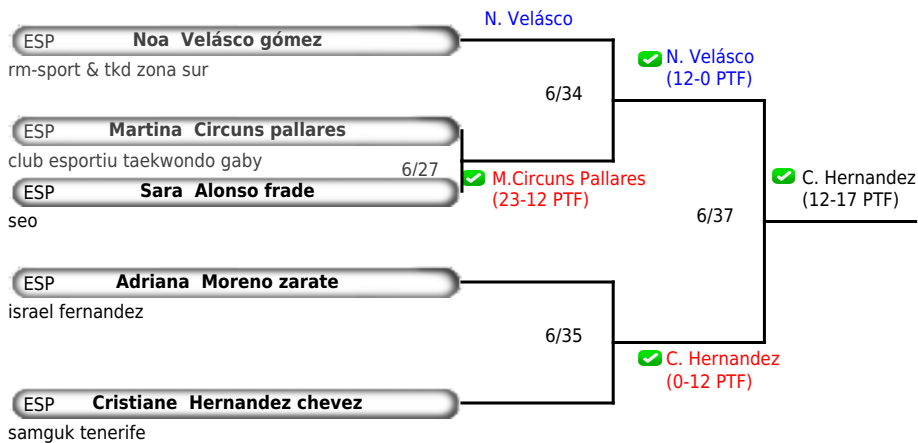 N. Velásco
ESP Noa Velásco gómez
rm-sport & tkd zona sur
N. Velásco
(12-0 PTF)
6/34
ESP Martina Circuns pallares
club esportiu taekwondo gaby
6/27
M.Circuns Pallares
(23-12 PTF)
ESP Sara Alonso frade
seo
C. Hernandez
(12-17 PTF)
6/37
ESP Adriana Moreno zarate
israel fernandez
6/35
C. Hernandez
(0-12 PTF)
ESP Cristiane Hernandez chevez
samguk tenerife